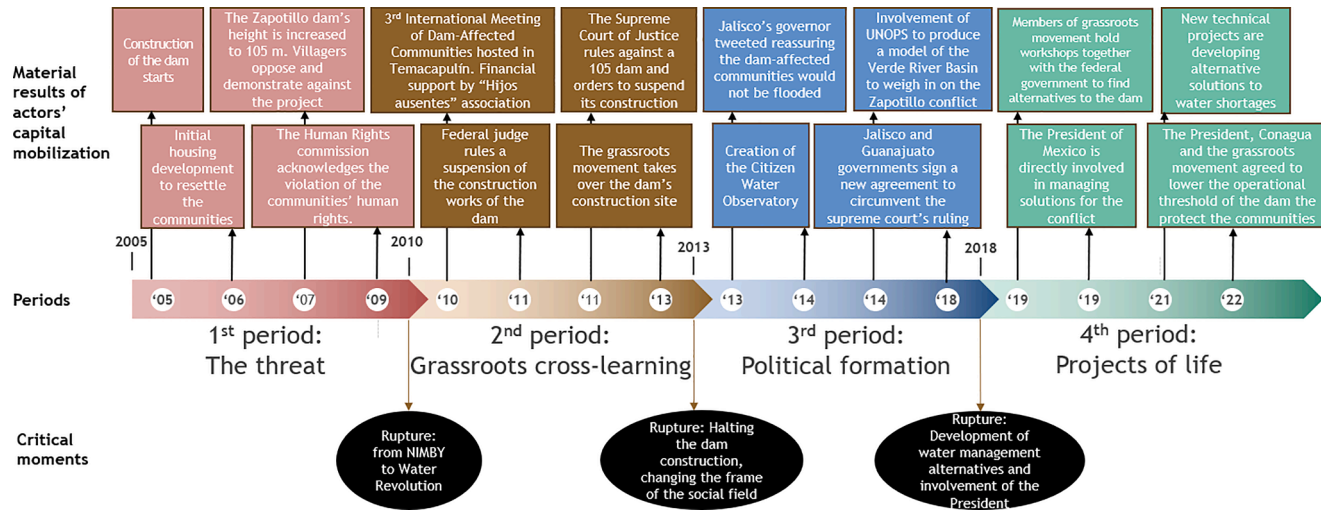 Material
results of
actors'
capital
mobilization
Construction
of the dam
starts
The Zapotillo dam's
height is increased
to 105 m. Villagers
oppose and
demonstrate against
the project
3rd International Meeting
of Dam-Affected
Communities hosted in
Temacapulín. Financial
support by "Hijos
ausentes" association
The Supreme
Court of Justice
rules against a
105 dam and
orders to suspend
its construction
Jalisco's governor
tweeted reassuring
the dam-affected
communities would
not be flooded
Involvement of
UNOPS to produce
a model of the
Verde River Basin
to weigh in on the
Zapotillo conflict
Members of grassroots
movement hold
workshops together
with the federal
government to find
alternatives to the dam
New technical
projects are
developing
alternative
solutions to
water shortages
Initial
housing
development
to resettle
the
communities
The Human Rights
commission
acknowledges the
violation of the
communities' human
rights.
Federal judge
rules a
suspension of
the construction
works of the
dam
The grassroots
movement takes
over the dam's
construction site
Creation of
the Citizen
Water
Observatory
Jalisco and
Guanajuato
governments sign a
new agreement to
circumvent the
supreme court's ruling
The President of
Mexico is
directly involved
in managing
solutions for the
conflict
The President, Conagua
and the grassroots
movement agreed to
lower the operational
threshold of the dam the
protect the communities
2005
2010
2013
2018
Periods
'05
'06
'07
'09
'10
'11
'11
'13
'13
'14
'14
'18
'19
'19
'21
'22
1st period:
The threat
2nd period:
Grassroots cross-learning
3rd period:
Political formation
4th period:
Projects of life
Critical
moments
Rupture:
from NIMBY
to Water
Revolution
Rupture: Halting
the dam
construction,
changing the frame
of the social field
Rupture:
Development of
water management
alternatives and
involvement of the
President